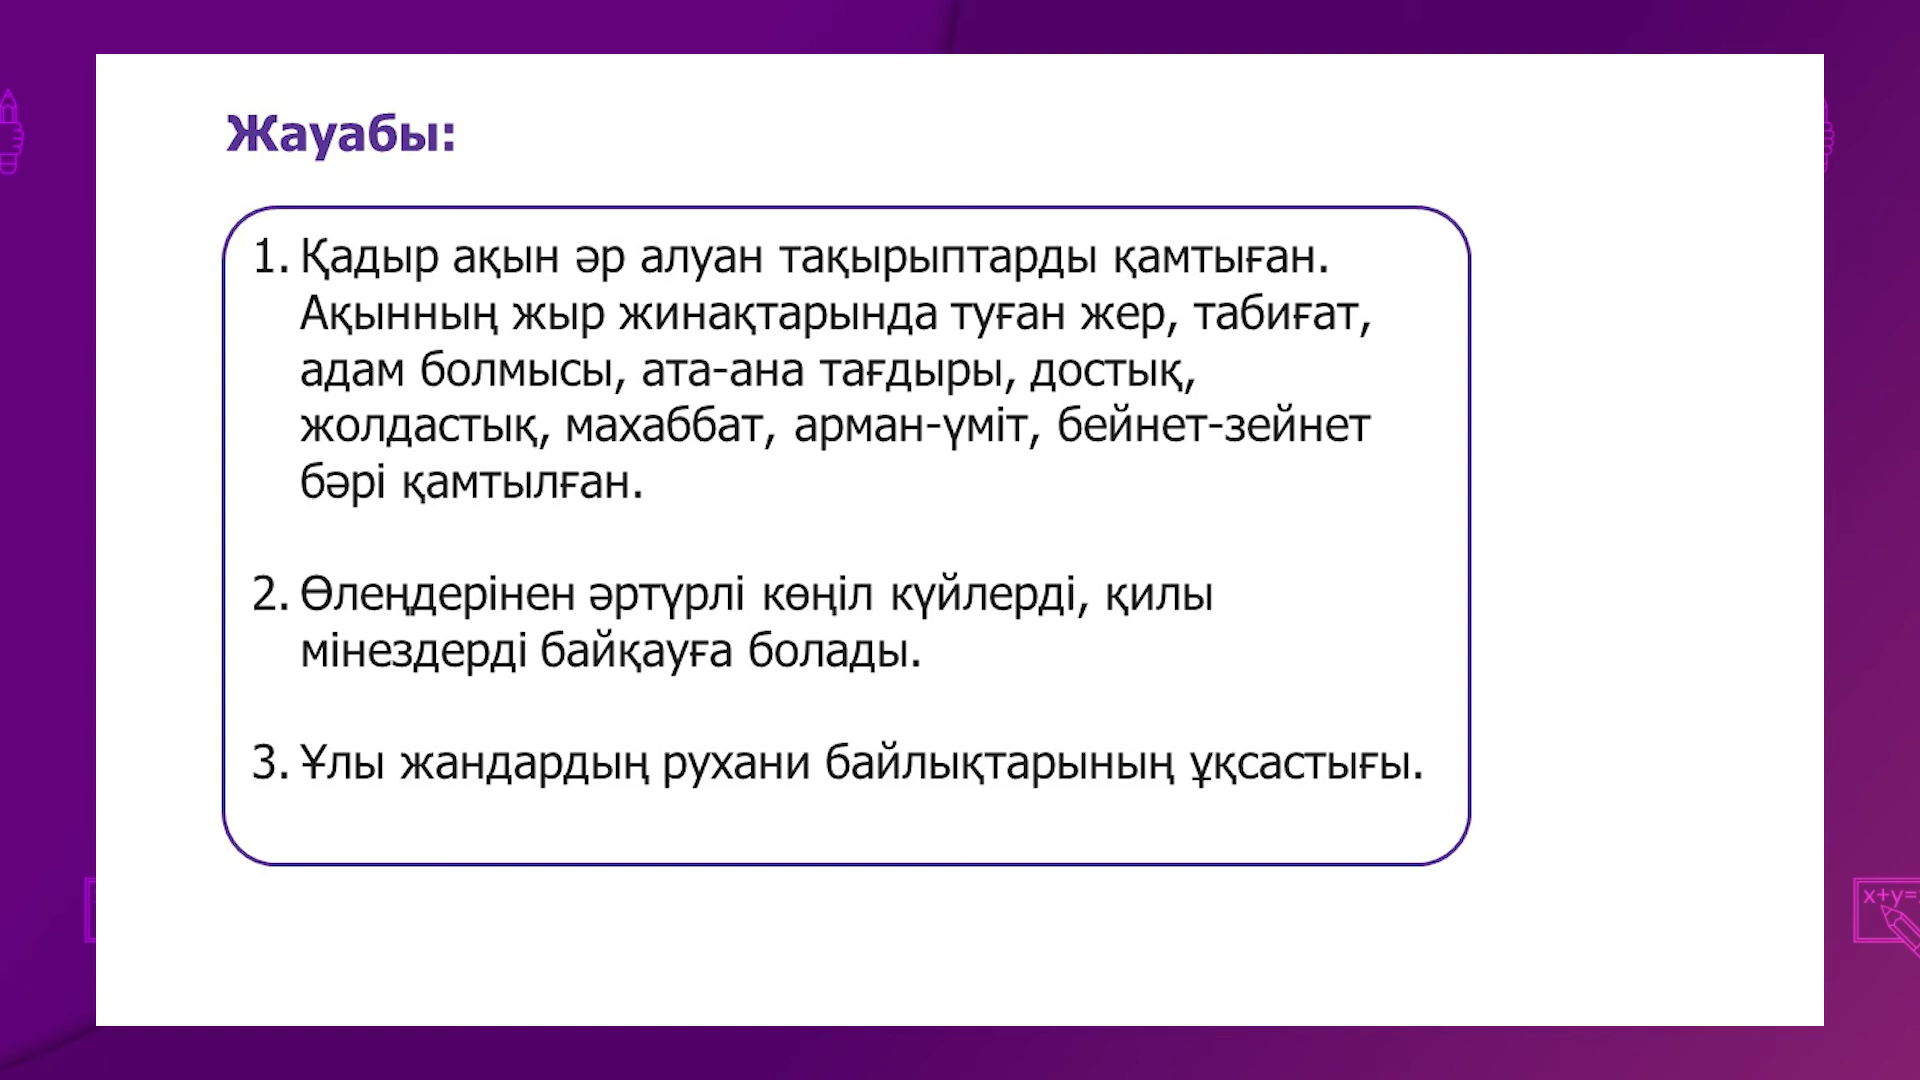 Жауабы:
1. Қадыр ақын әр алуан тақырыптарды қамтыған.
Ақынның жыр жинақтарында туған жер, табиғат,
адам болмысы, ата-ана тағдыры, достық,
жолдастық, махаббат, арман-үміт, бейнет-зейнет
бәрі қамтылған.
2. Өлеңдерінен әртүрлі көңіл күйлерді, қилы
мінездерді байқауға болады.
3. Ұлы жандардың рухани байлықтарының ұқсастығы.
x+y=